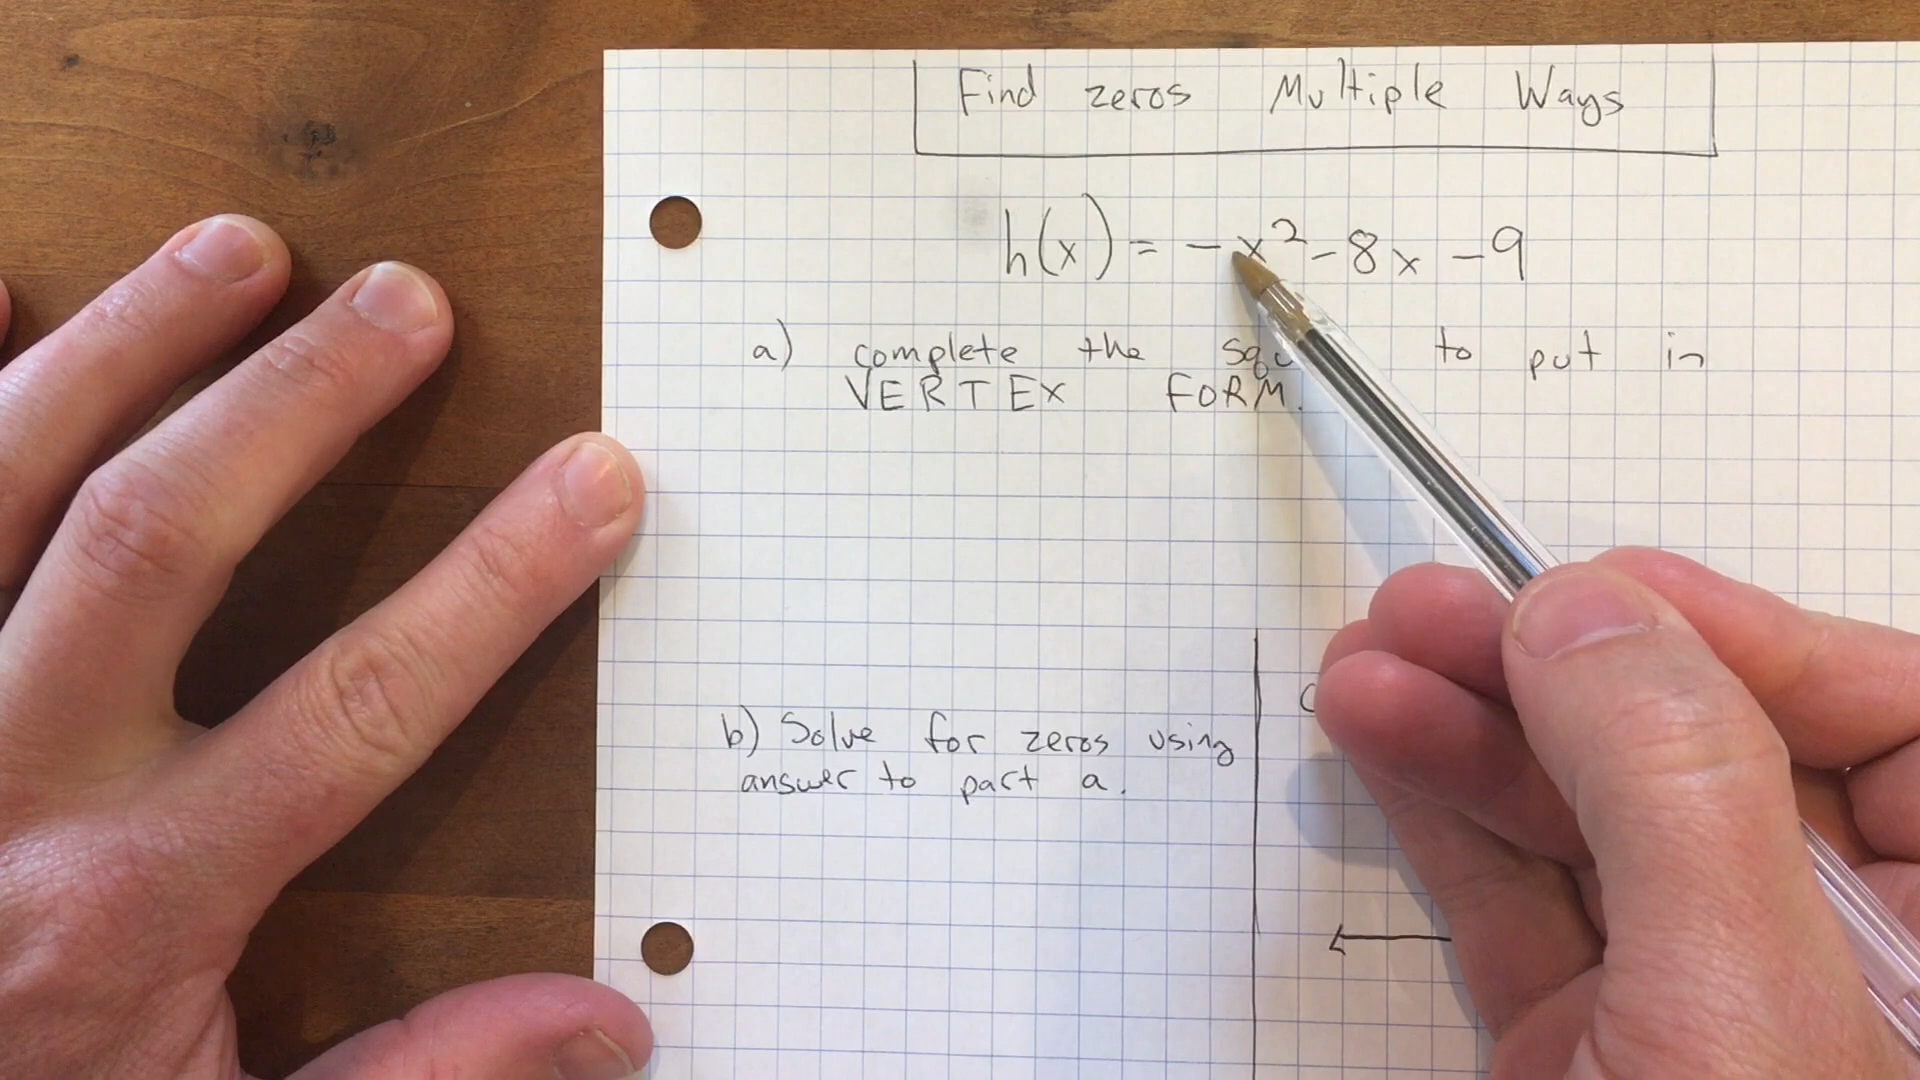 Find zeros Multiple Ways
h(x) = -x² - 8x - 9
a) complete the to put in
VERTEX FORM.
b) Solve for zeros using
answer to part a.